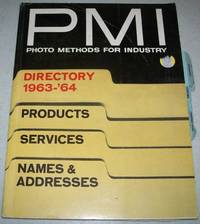 PMI
PHOTO METHODS FOR INDUSTRY
DIRECTORY
1963-'64
PRODUCTS
SERVICES
NAMES &
ADDRESSES